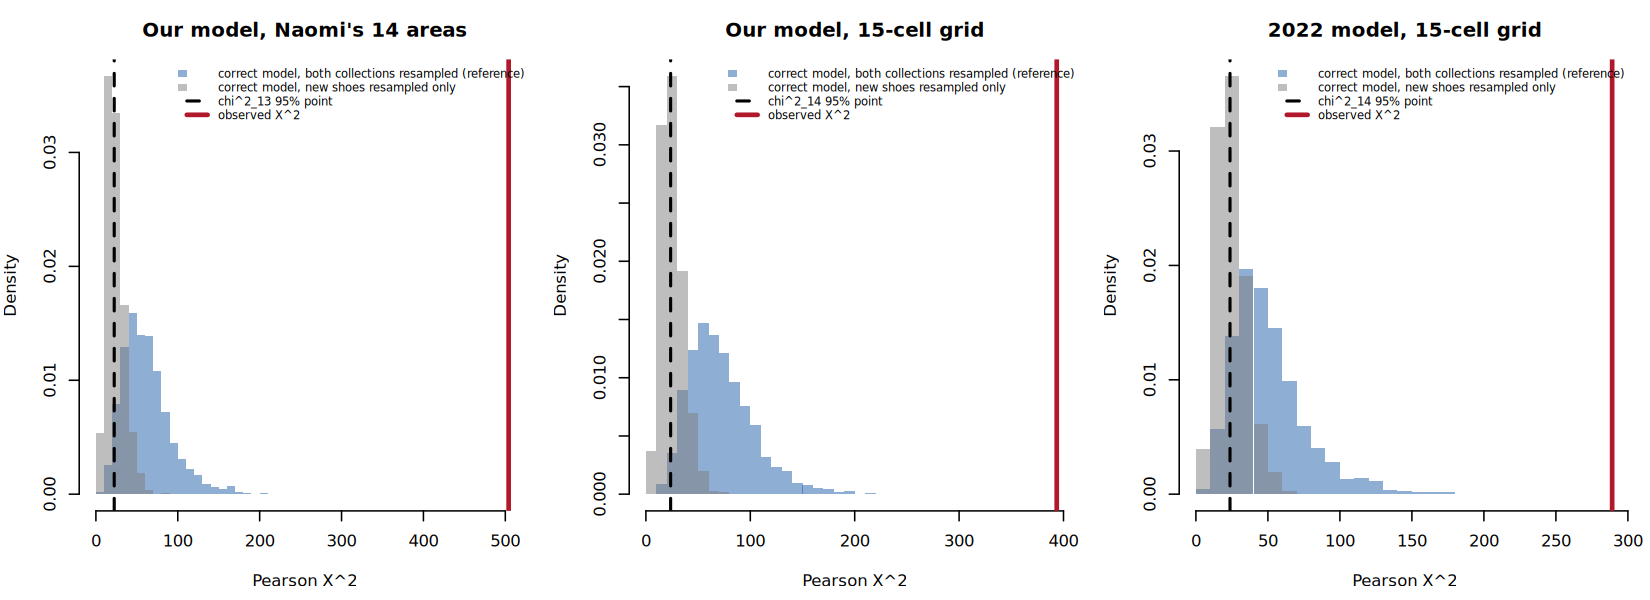 Our model, Naomi's 14 areas
correct model, both collections resampled (reference)
correct model, new shoes resampled only
chi^2_13 95% point
observed X^2
Density
0.03
0.02
0.01
0.00
0 100 200 300 400 500
Pearson X^2
Our model, 15-cell grid
correct model, both collections resampled (reference)
correct model, new shoes resampled only
chi^2_14 95% point
observed X^2
Density
0.030
0.020
0.010
0.000
0 100 200 300 400
Pearson X^2
2022 model, 15-cell grid
correct model, both collections resampled (reference)
correct model, new shoes resampled only
chi^2_14 95% point
observed X^2
Density
0.03
0.02
0.01
0.00
0 50 100 150 200 250 300
Pearson X^2